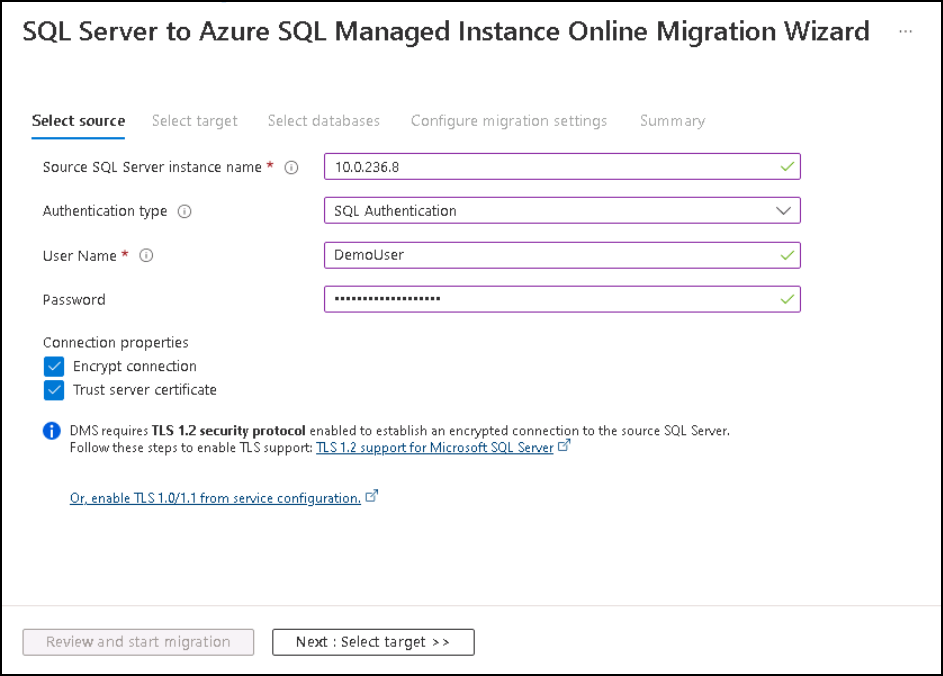 SQL Server to Azure SQL Managed Instance Online Migration Wizard ...
Select source Select target Select databases Configure migration settings Summary
Source SQL Server instance name * 10.0.236.8
Authentication type SQL Authentication
User Name * DemoUser
Password •••••••••••••••••••
Connection properties
Encrypt connection
Trust server certificate
DMS requires TLS 1.2 security protocol enabled to establish an encrypted connection to the source SQL Server.
Follow these steps to enable TLS support: TLS 1.2 support for Microsoft SQL Server
Or, enable TLS 1.0/1.1 from service configuration.
Review and start migration Next : Select target >>